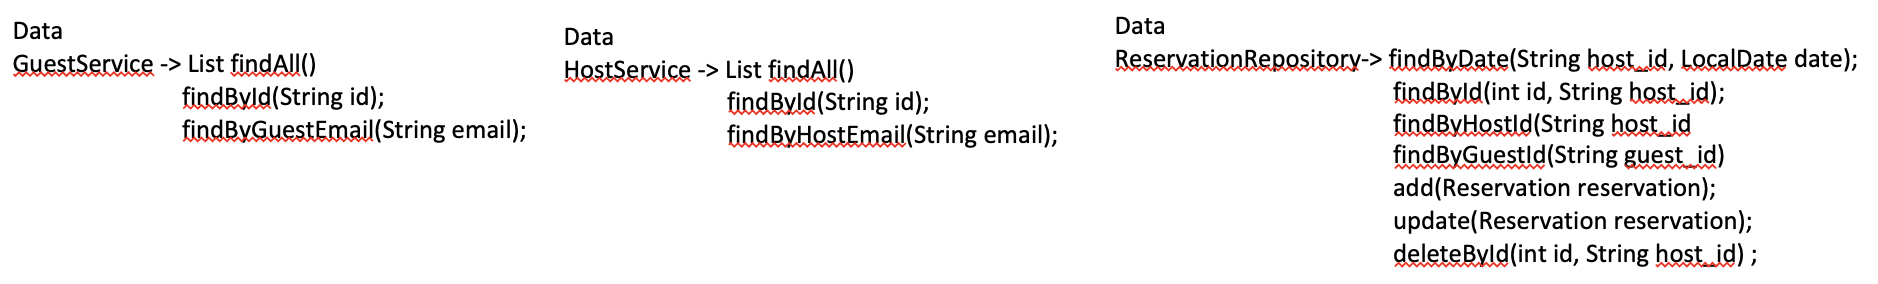 Data
GuestService -> List findAll()
findById(String id);
findByGuestEmail(String email);
Data
HostService -> List findAll()
findById(String id);
findByHostEmail(String email);
Data
ReservationRepository-> findByDate(String host_id, LocalDate date);
findById(int id, String host_id);
findByHostId(String host_id
findByGuestId(String guest_id)
add(Reservation reservation);
update(Reservation reservation);
deleteById(int id, String host_id) ;